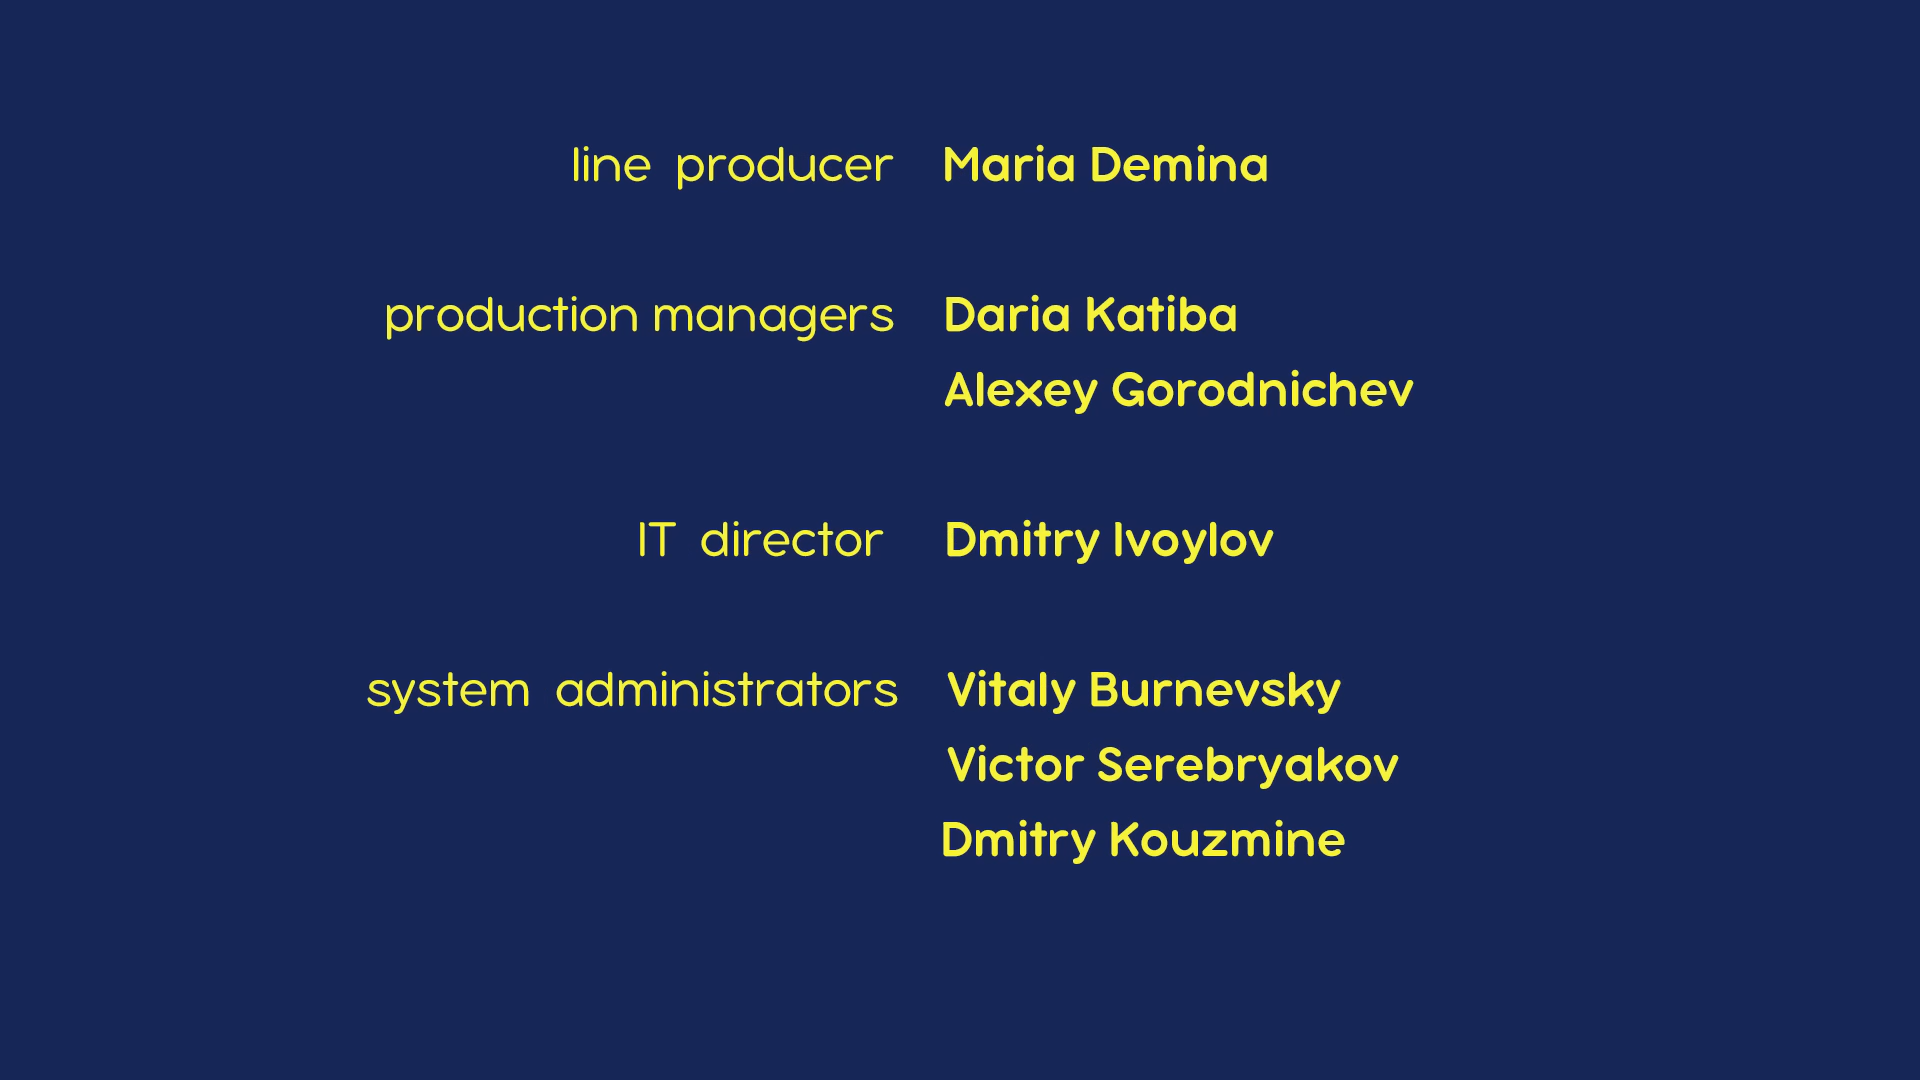 line producer Maria Demina
production managers Daria Katiba
Alexey Gorodnichev
IT director Dmitry Ivoylov
system administrators Vitaly Burnevsky
Victor Serebryakov
Dmitry Kouzmine